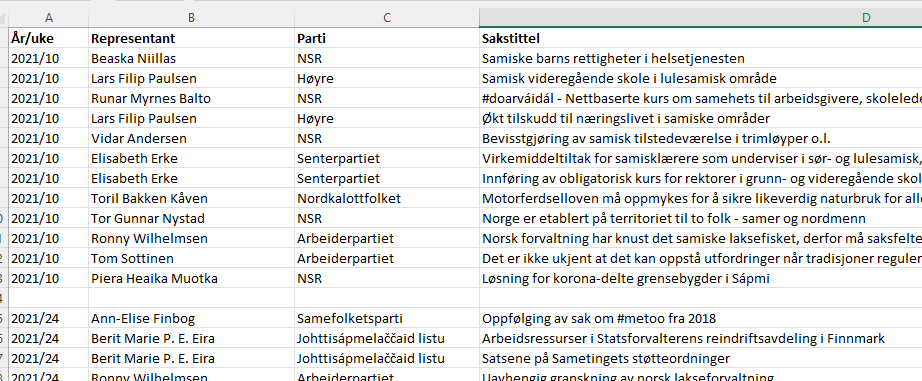 A B C D
År/uke Representant Parti Sakstittel
2021/10 Beaska Niillas NSR Samiske barns rettigheter i helsetjenesten
2021/10 Lars Filip Paulsen Høyre Samisk videregående skole i lulesamisk område
2021/10 Runar Myrnes Balto NSR #doarváidál - Nettbaserte kurs om samehets til arbeidsgivere, skolelede
2021/10 Lars Filip Paulsen Høyre Økt tilskudd til næringslivet i samiske områder
2021/10 Vidar Andersen NSR Bevisstgjøring av samisk tilstedeværelse i trimløyper o.l.
2021/10 Elisabeth Erke Senterpartiet Virkemiddeltiltak for samisklærere som underviser i sør- og lulesamisk,
2021/10 Elisabeth Erke Senterpartiet Innføring av obligatorisk kurs for rektorer i grunn- og videregående skol
2021/10 Toril Bakken Kåven Nordkalottfolket Motorferdselloven må oppmykes for å sikre likeverdig naturbruk for alle
2021/10 Tor Gunnar Nystad NSR Norge er etablert på territoriet til to folk - samer og nordmenn
2021/10 Ronny Wilhelmsen Arbeiderpartiet Norsk forvaltning har knust det samiske laksefisket, derfor må saksfelte
2021/10 Tom Sottinen Arbeiderpartiet Det er ikke ukjent at det kan oppstå utfordringer når tradisjoner reguler
2021/10 Piera Heaika Muotka NSR Løsning for korona-delte grensebygder i Sápmi
2021/24 Ann-Elise Finbog Samefolketsparti Oppfølging av sak om #metoo fra 2018
2021/24 Berit Marie P. E. Eira Johttisápmelaččaid listu Arbeidsressurser i Statsforvalterens reindriftsavdeling i Finnmark
2021/24 Berit Marie P. E. Eira Johttisápmelaččaid listu Satsene på Sametingets støtteordninger
2021/24 Ronny Wilhelmsen Arbeiderpartiet Uavhengig granskning av norsk lakseforvaltning